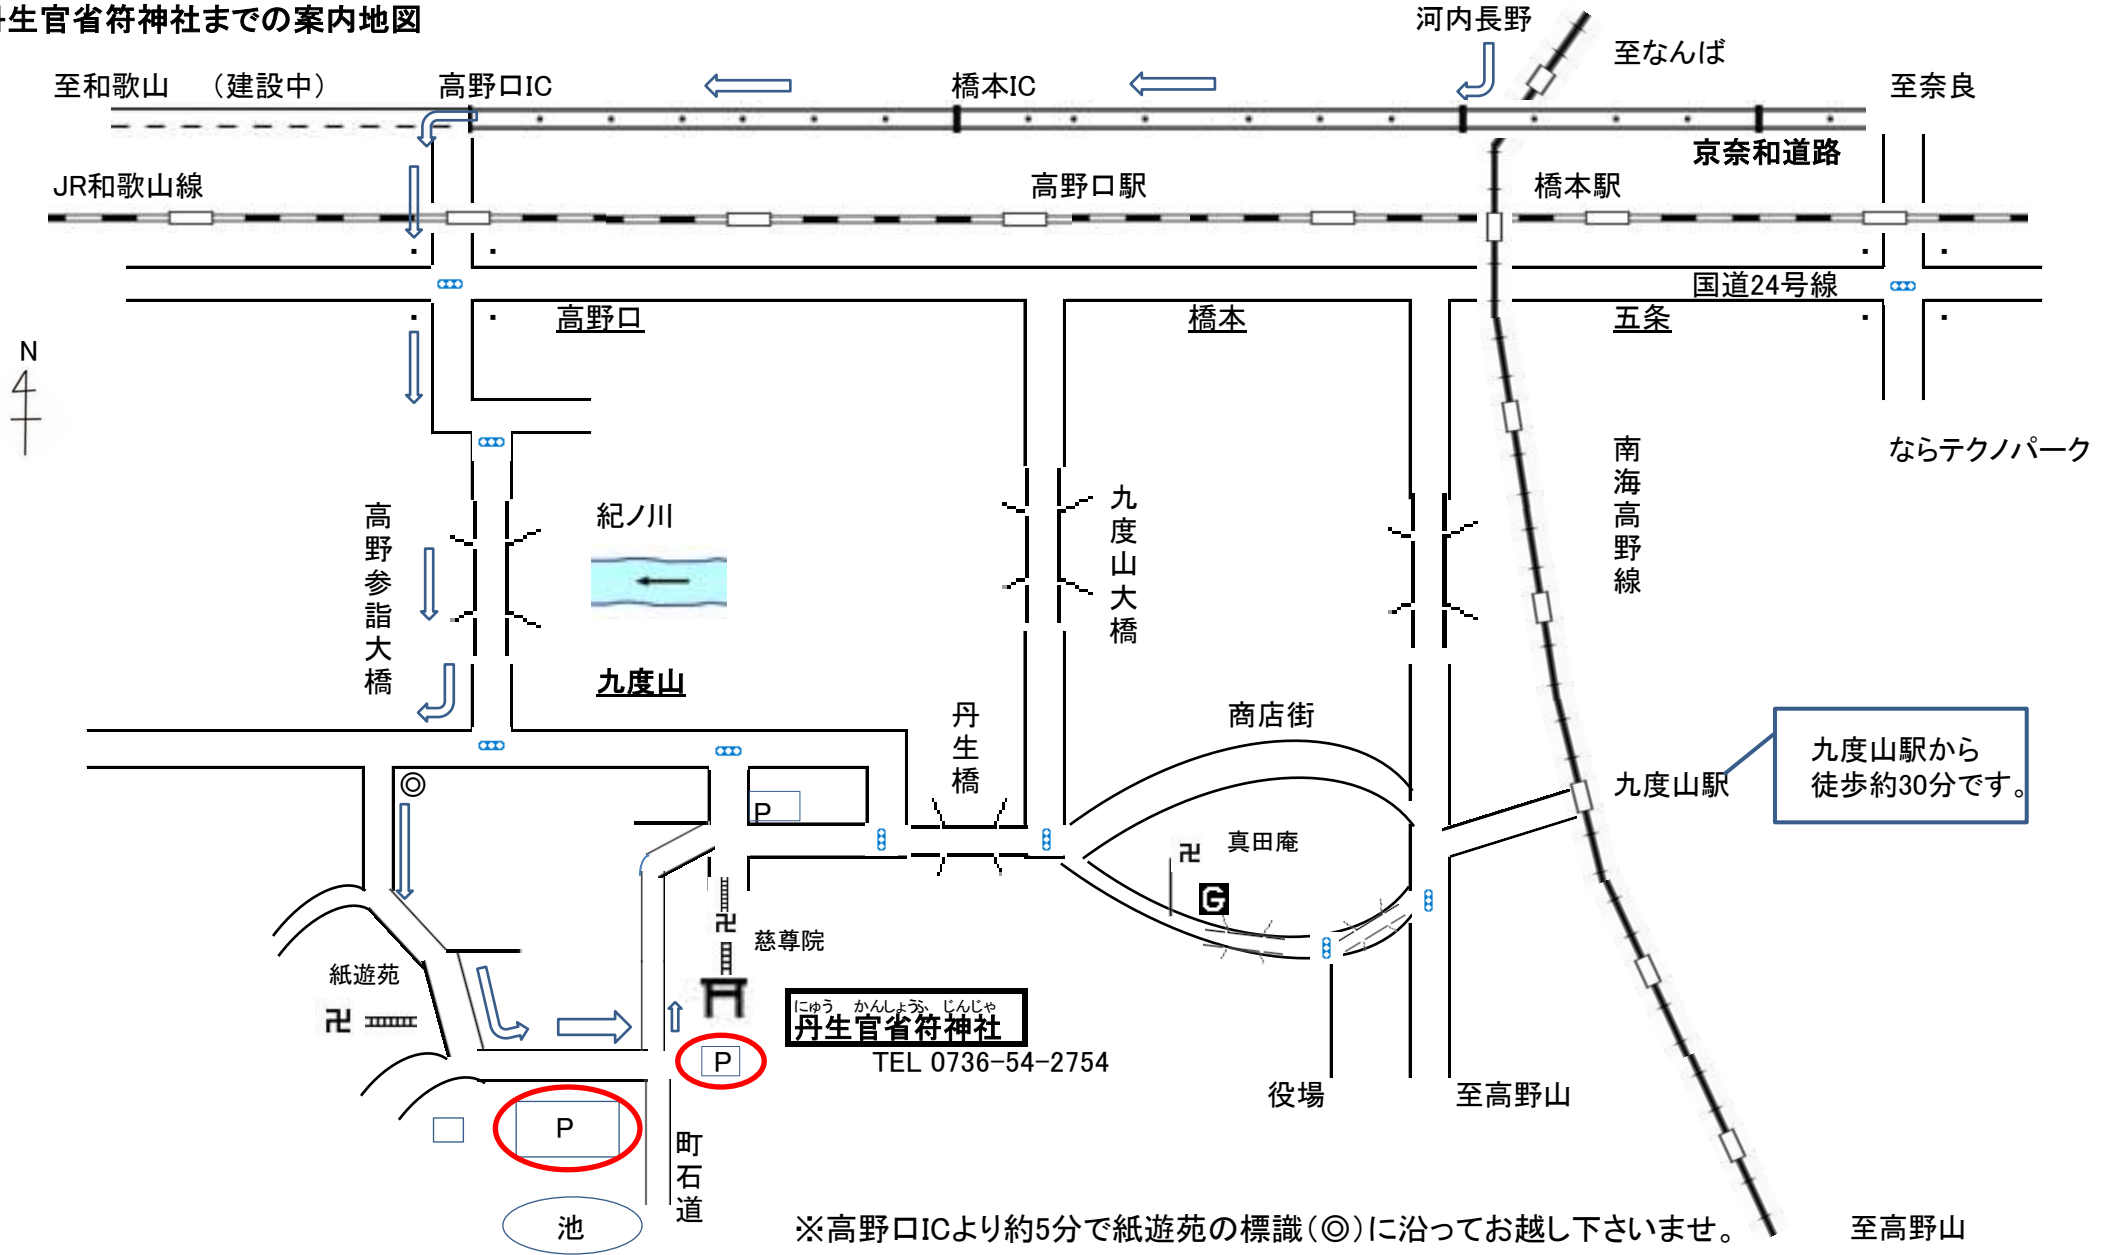 丹生官省符神社までの案内地図
河内長野
至なんば
至和歌山 （建設中）
高野口IC
橋本IC
至奈良
京奈和道路
JR和歌山線
高野口駅
橋本駅
国道24号線
高野口
橋本
五条
N
ならテクノパーク
南海高野線
高野参詣大橋
紀ノ川
九度山大橋
九度山
丹生橋
商店街
九度山駅
九度山駅から
徒歩約30分です。
◎
P
卍
真田庵
G
卍
慈尊院
紙遊苑
卍
にゅう かんしょうふ じんじゃ
丹生官省符神社
TEL 0736-54-2754
P
P
役場
至高野山
町石道
池
※高野口ICより約5分で紙遊苑の標識(◎)に沿ってお越し下さいませ。
至高野山